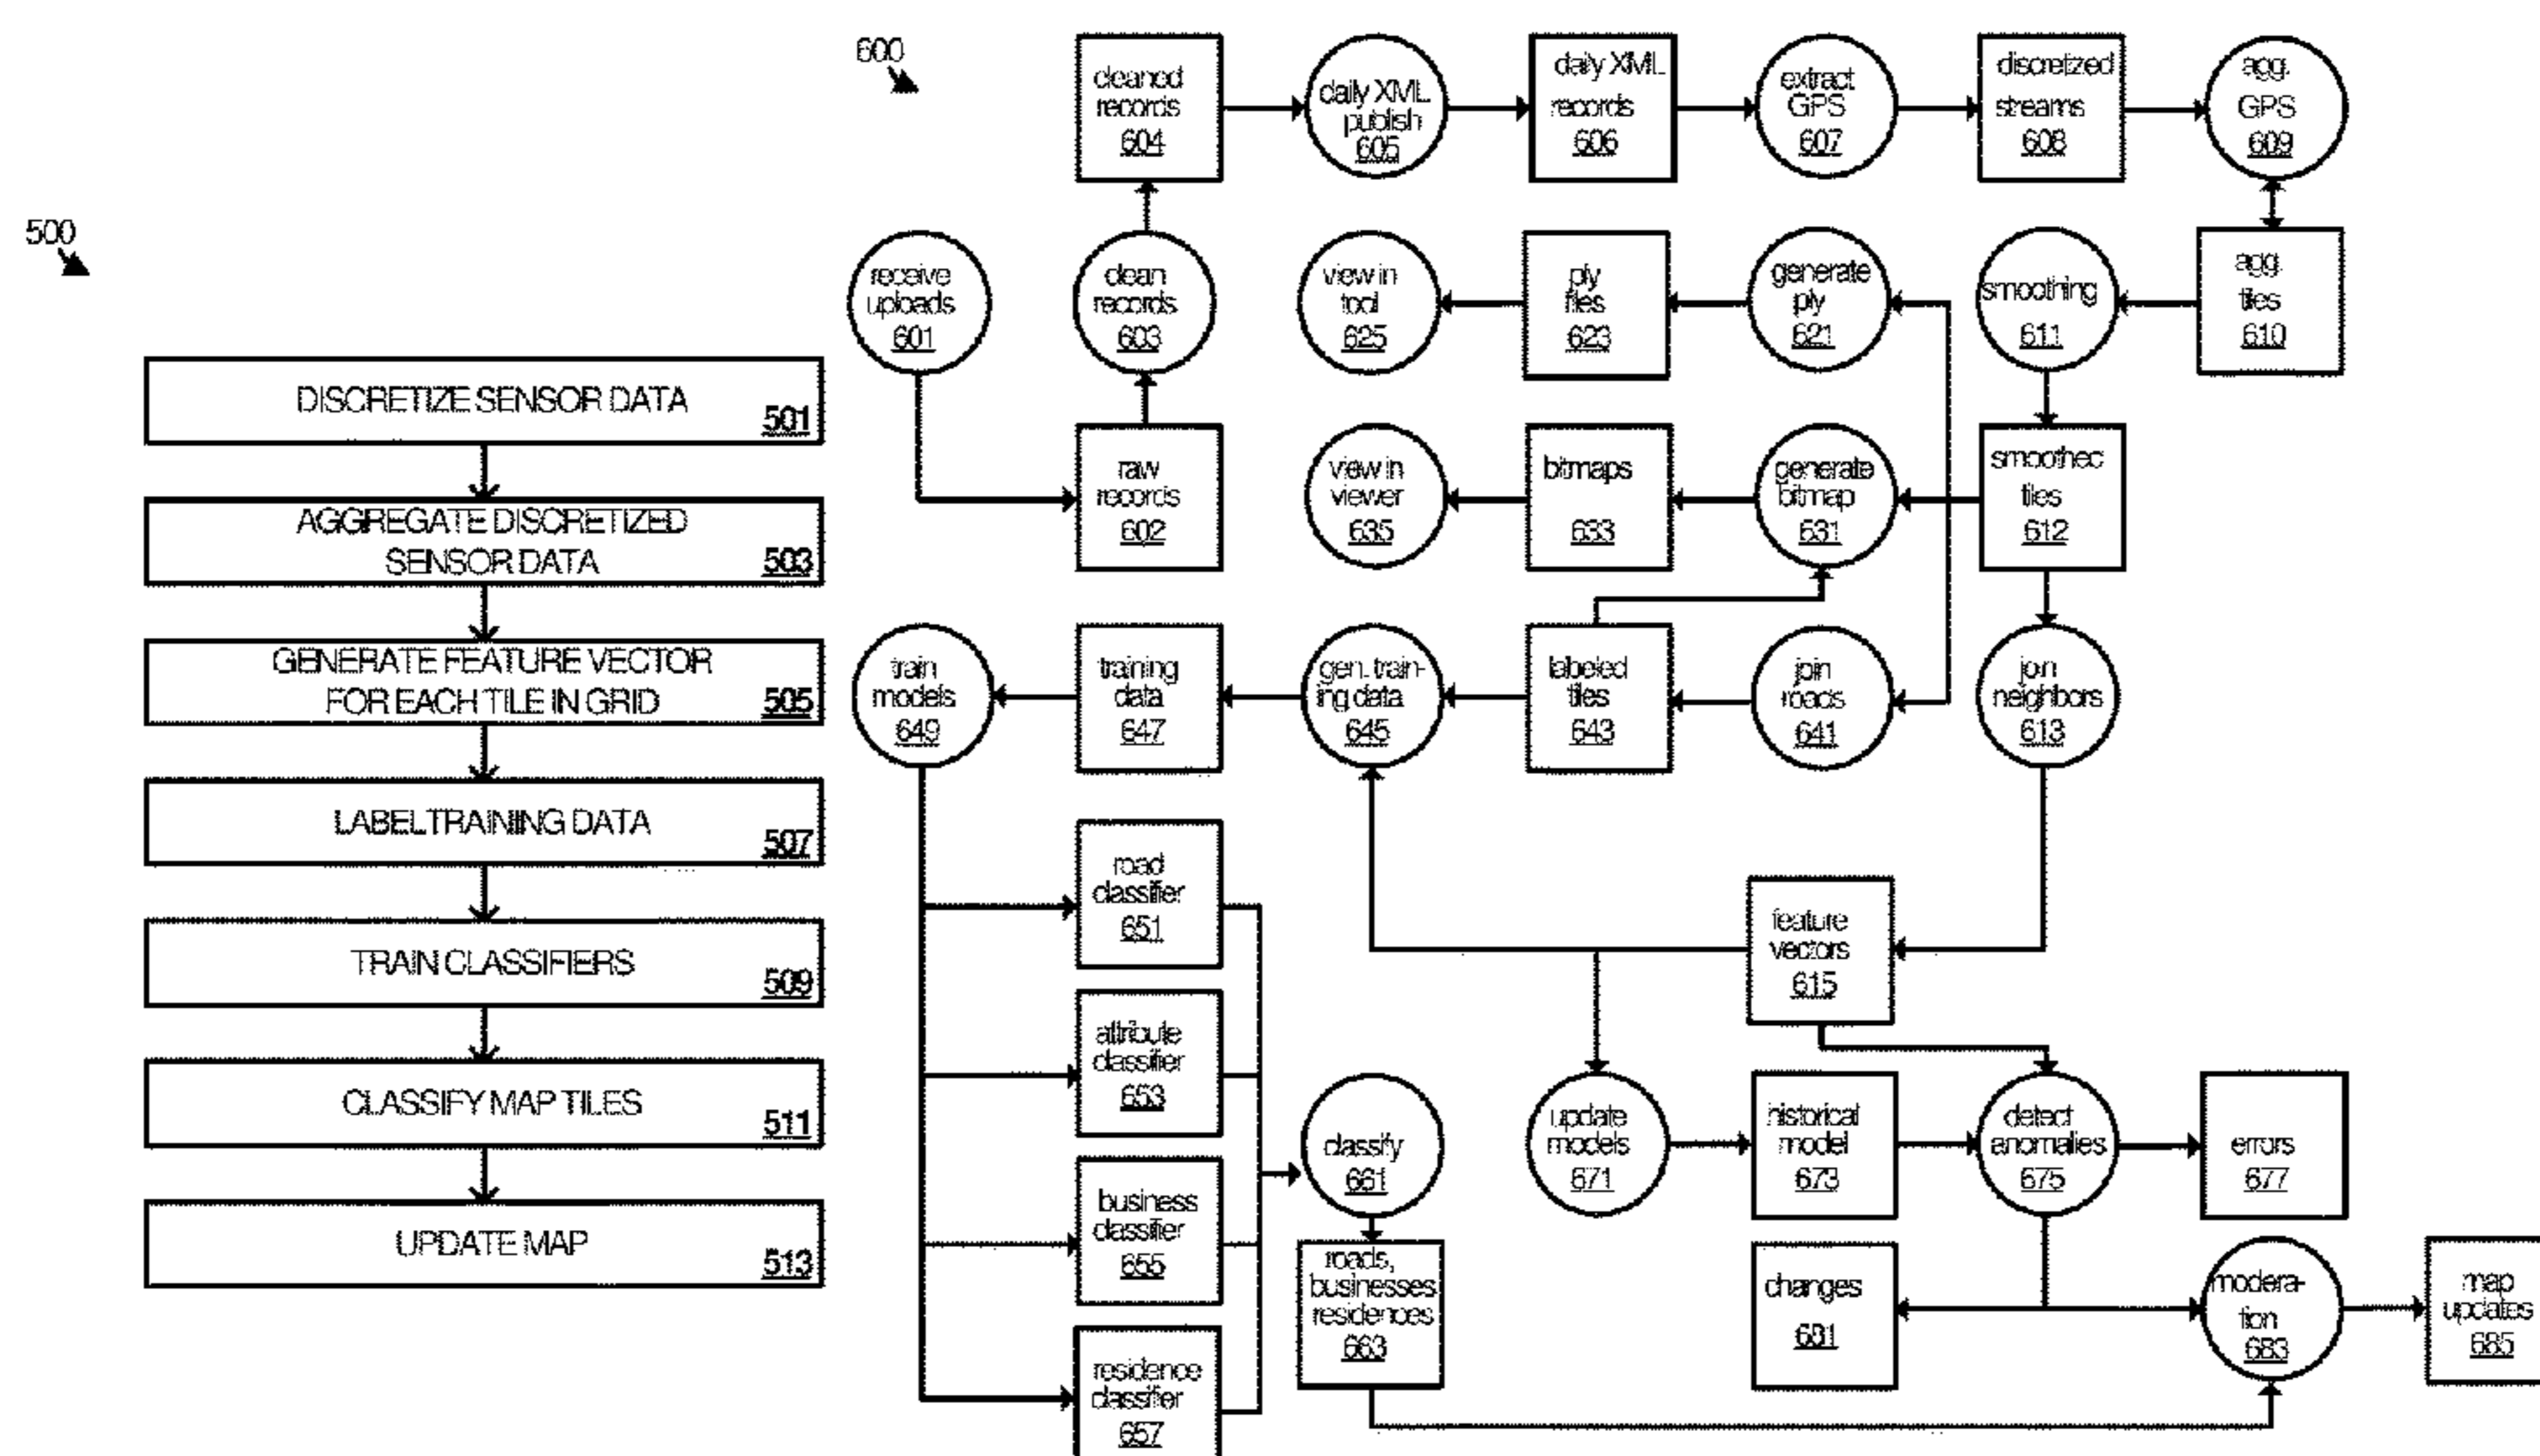 500
DISCRETIZE SENSOR DATA
501
AGGREGATE DISCRETIZED
SENSOR DATA
503
GENERATE FEATURE VECTOR
FOR EACH TILE IN GRID
505
LABEL TRAINING DATA
507
TRAIN CLASSIFIERS
509
CLASSIFY MAP TILES
511
UPDATE MAP
513
600
receive
uploads
601
raw
records
602
clean
records
603
cleaned
records
604
daily XML
publish
605
daily XML
records
606
extract
GPS
607
discretized
streams
608
agg.
GPS
609
agg.
tiles
610
smoothing
611
smoothed
tiles
612
join
neighbors
613
feature
vectors
615
generate
ply
621
ply
files
623
view in
tool
625
generate
bitmap
631
bitmaps
633
view in
viewer
635
join
roads
641
labeled
tiles
643
gen. train-
ing data
645
training
data
647
train
models
649
road
classifier
651
attribute
classifier
653
business
classifier
655
residence
classifier
657
classify
661
roads,
businesses
residences
663
update
models
671
historical
model
673
detect
anomalies
675
errors
677
changes
681
modera-
tion
683
map
updates
685